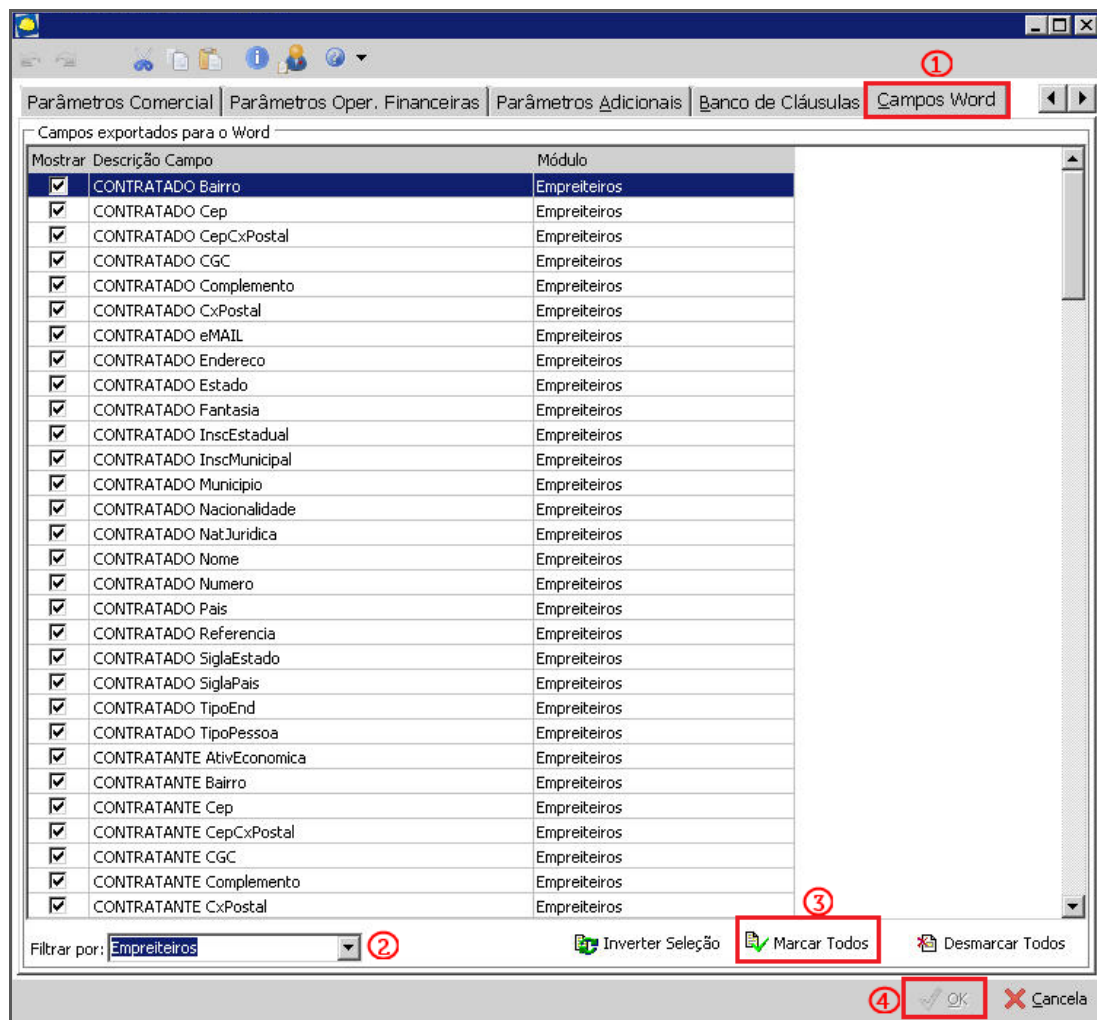 ①
Parâmetros Comercial Parâmetros Oper. Financeiras Parâmetros Adicionais Banco de Cláusulas Campos Word
Campos exportados para o Word
Mostrar Descrição Campo Módulo
CONTRATADO Bairro Empreiteiros
CONTRATADO Cep Empreiteiros
CONTRATADO CepCxPostal Empreiteiros
CONTRATADO CGC Empreiteiros
CONTRATADO Complemento Empreiteiros
CONTRATADO CxPostal Empreiteiros
CONTRATADO eMAIL Empreiteiros
CONTRATADO Endereco Empreiteiros
CONTRATADO Estado Empreiteiros
CONTRATADO Fantasia Empreiteiros
CONTRATADO InscEstadual Empreiteiros
CONTRATADO InscMunicipal Empreiteiros
CONTRATADO Municipio Empreiteiros
CONTRATADO Nacionalidade Empreiteiros
CONTRATADO NatJuridica Empreiteiros
CONTRATADO Nome Empreiteiros
CONTRATADO Numero Empreiteiros
CONTRATADO Pais Empreiteiros
CONTRATADO Referencia Empreiteiros
CONTRATADO SiglaEstado Empreiteiros
CONTRATADO SiglaPais Empreiteiros
CONTRATADO TipoEnd Empreiteiros
CONTRATADO TipoPessoa Empreiteiros
CONTRATANTE AtivEconomica Empreiteiros
CONTRATANTE Bairro Empreiteiros
CONTRATANTE Cep Empreiteiros
CONTRATANTE CepCxPostal Empreiteiros
CONTRATANTE CGC Empreiteiros
CONTRATANTE Complemento Empreiteiros
CONTRATANTE CxPostal Empreiteiros
③
Filtrar por: Empreiteiros ② Inverter Seleção Marcar Todos Desmarcar Todos
④ OK Cancela